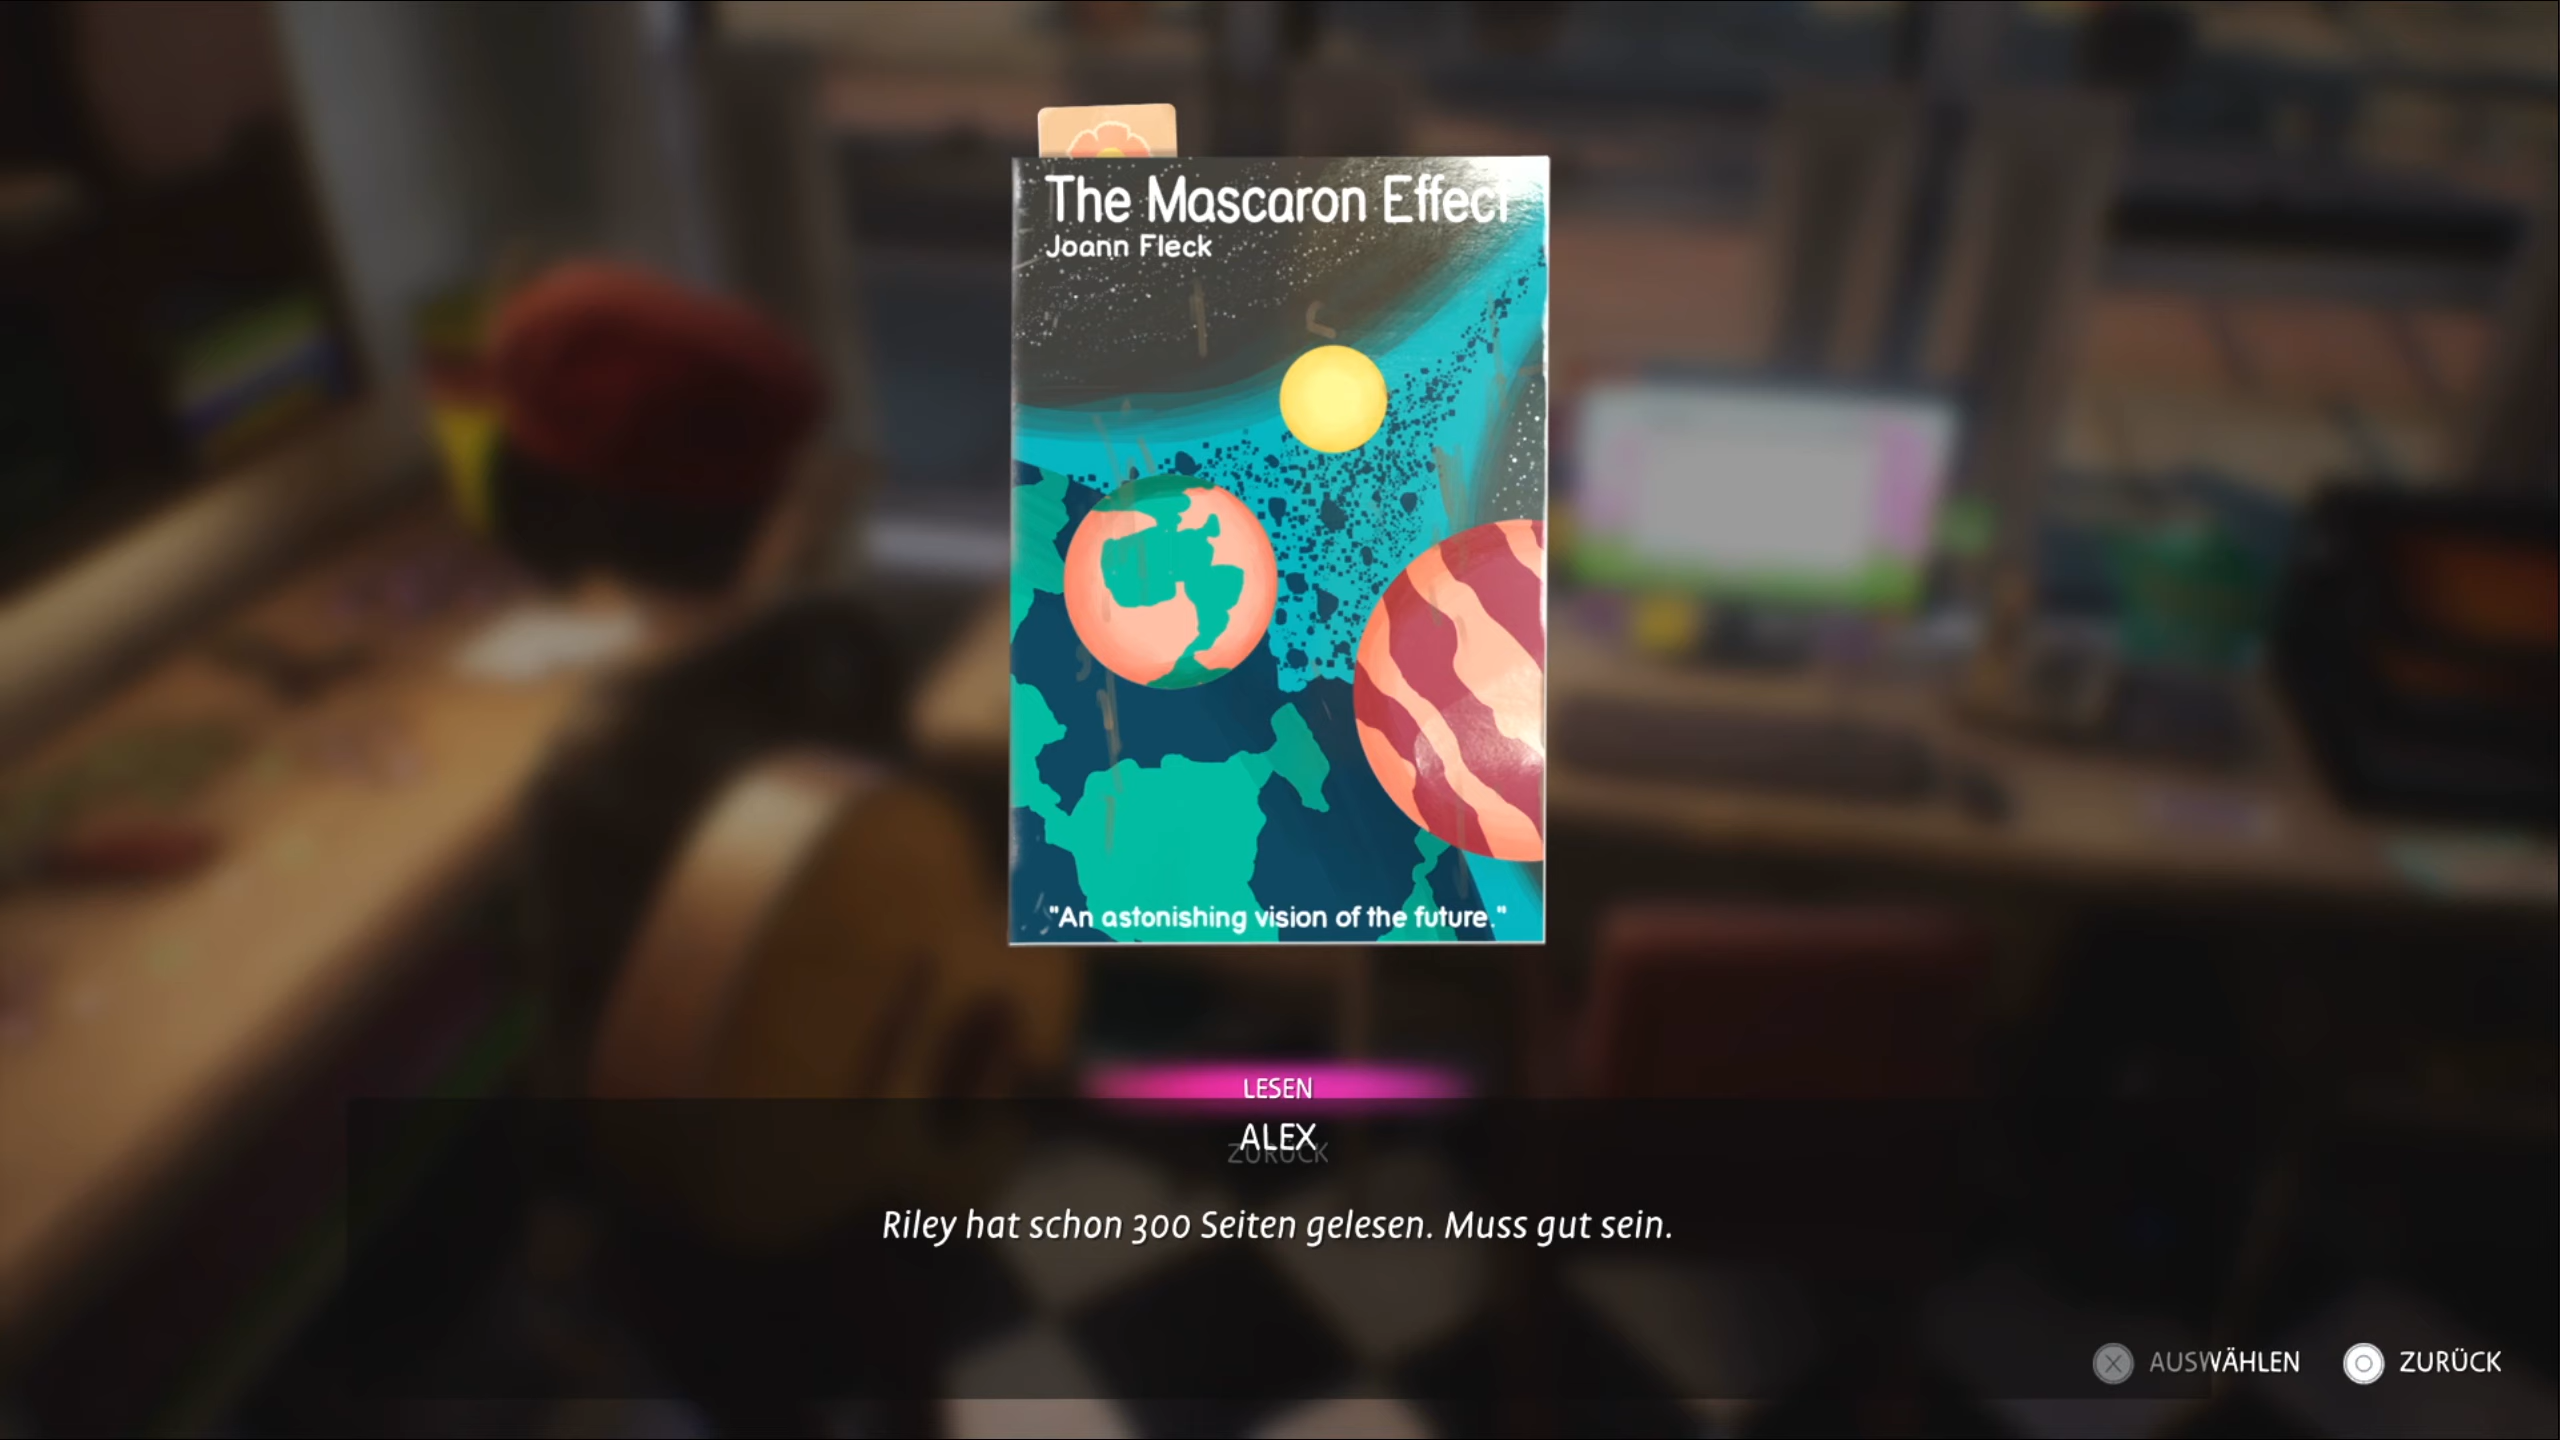 The Mascaron Effect
Joann Fleck
"An astonishing vision of the future."
LESEN
ALEX
ZURÜCK
Riley hat schon 300 Seiten gelesen. Muss gut sein.
AUSWÄHLEN
ZURÜCK